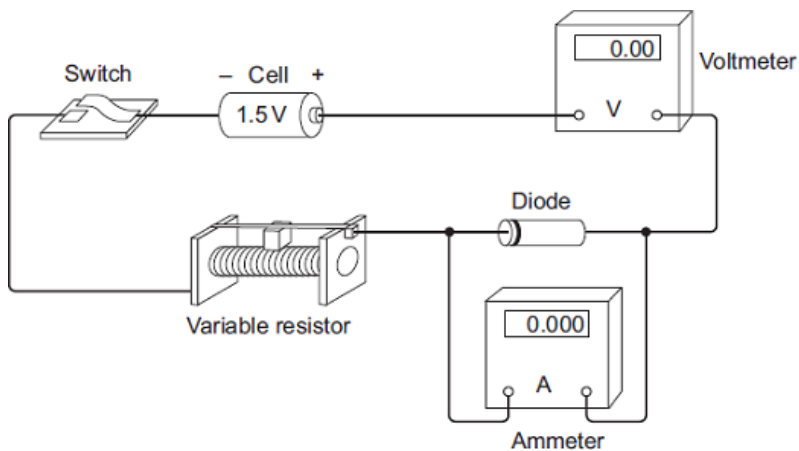 0.00
Voltmeter
Switch
– Cell +
1.5 V
V
Diode
Variable resistor
0.000
A
Ammeter